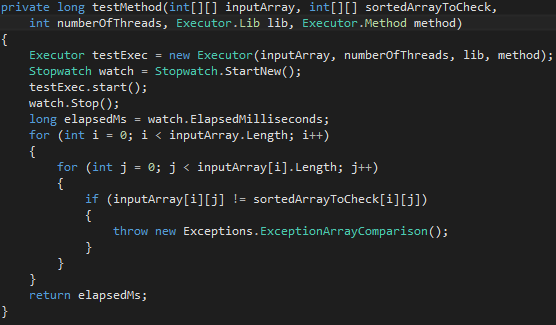 private long testMethod(int[][] inputArray, int[][] sortedArrayToCheck,
int numberOfThreads, Executor.Lib lib, Executor.Method method)
{
Executor testExec = new Executor(inputArray, numberOfThreads, lib, method);
Stopwatch watch = Stopwatch.StartNew();
testExec.start();
watch.Stop();
long elapsedMs = watch.ElapsedMilliseconds;
for (int i = 0; i < inputArray.Length; i++)
{
for (int j = 0; j < inputArray[i].Length; j++)
{
if (inputArray[i][j] != sortedArrayToCheck[i][j])
{
throw new Exceptions.ExceptionArrayComparison();
}
}
}
return elapsedMs;
}